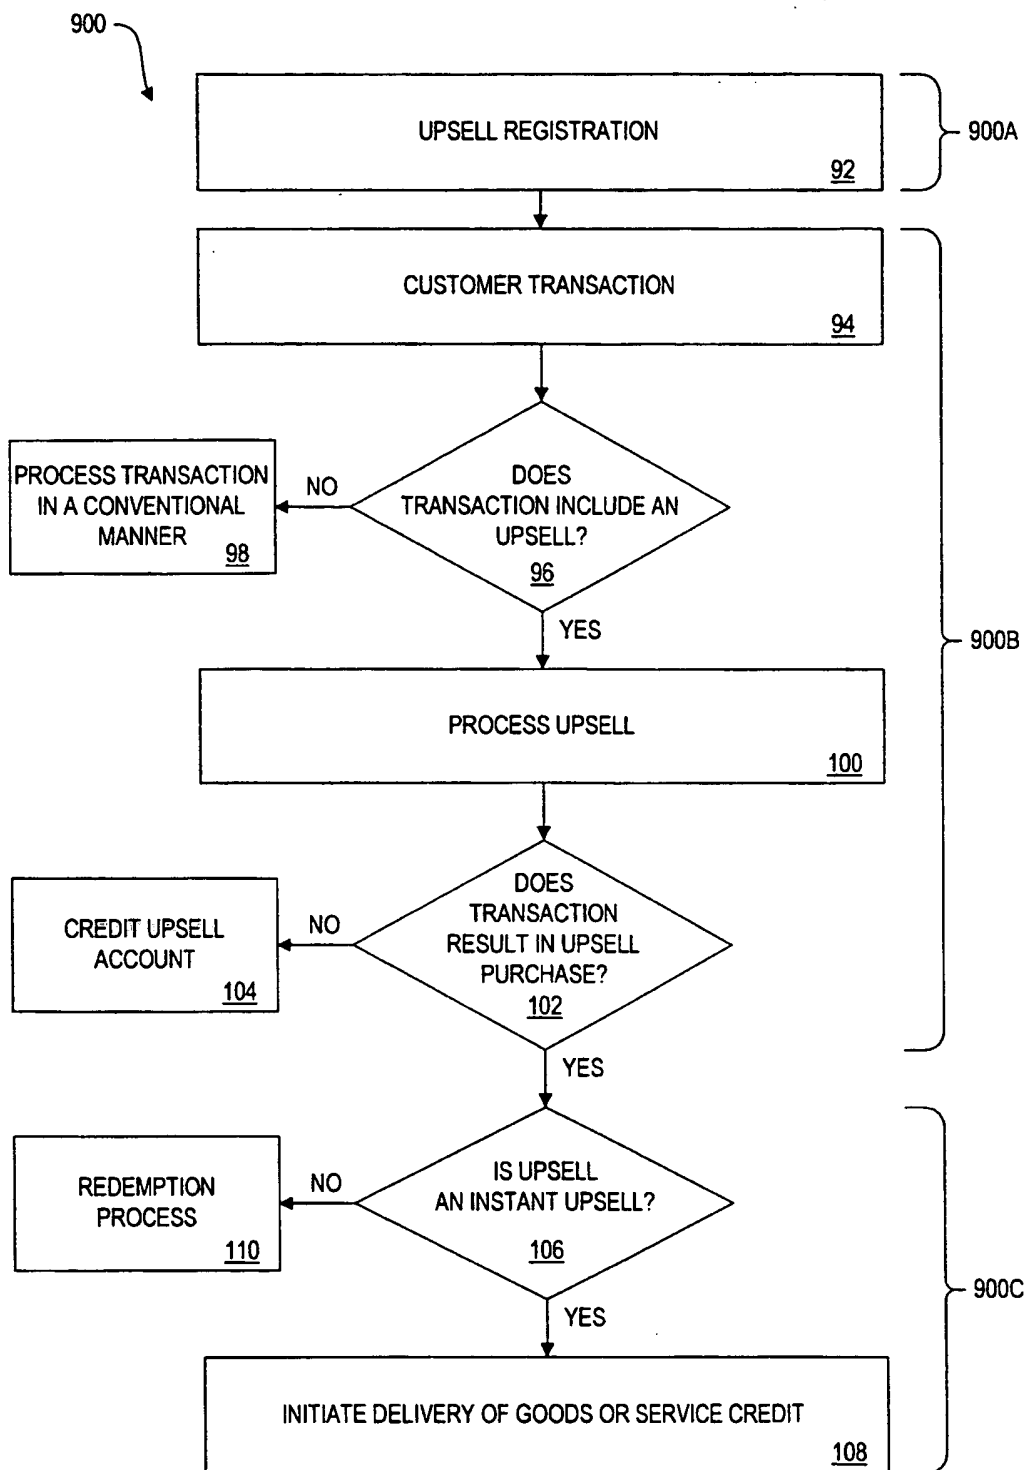 900
UPSELL REGISTRATION
92
900A
CUSTOMER TRANSACTION
94
PROCESS TRANSACTION
IN A CONVENTIONAL
MANNER
98
NO
DOES
TRANSACTION INCLUDE AN
UPSELL?
96
YES
900B
PROCESS UPSELL
100
CREDIT UPSELL
ACCOUNT
104
NO
DOES
TRANSACTION
RESULT IN UPSELL
PURCHASE?
102
YES
REDEMPTION
PROCESS
110
NO
IS UPSELL
AN INSTANT UPSELL?
106
YES
900C
INITIATE DELIVERY OF GOODS OR SERVICE CREDIT
108